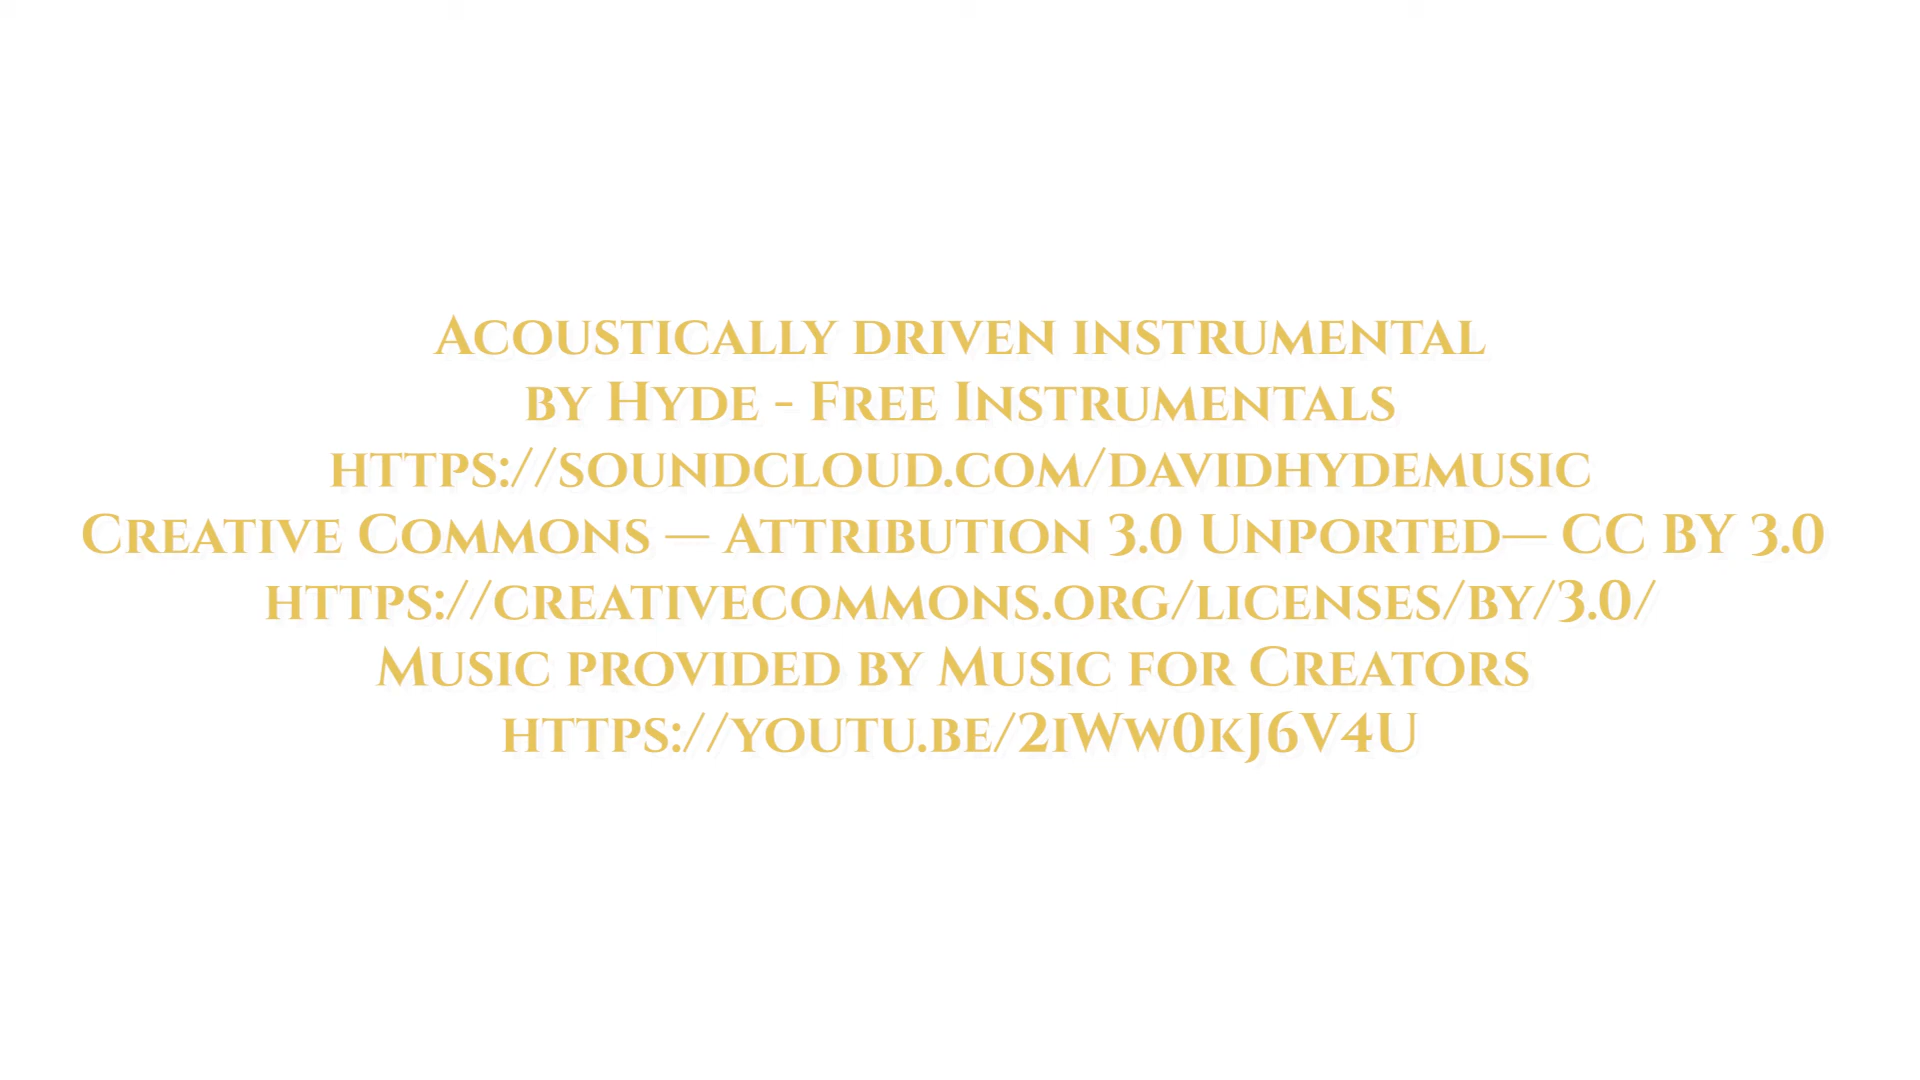 Acoustically driven instrumental
by Hyde - Free Instrumentals
https://soundcloud.com/davidhydemusic
Creative Commons — Attribution 3.0 Unported— CC BY 3.0
https://creativecommons.org/licenses/by/3.0/
Music provided by Music for Creators
https://youtu.be/2iWw0kJ6V4U